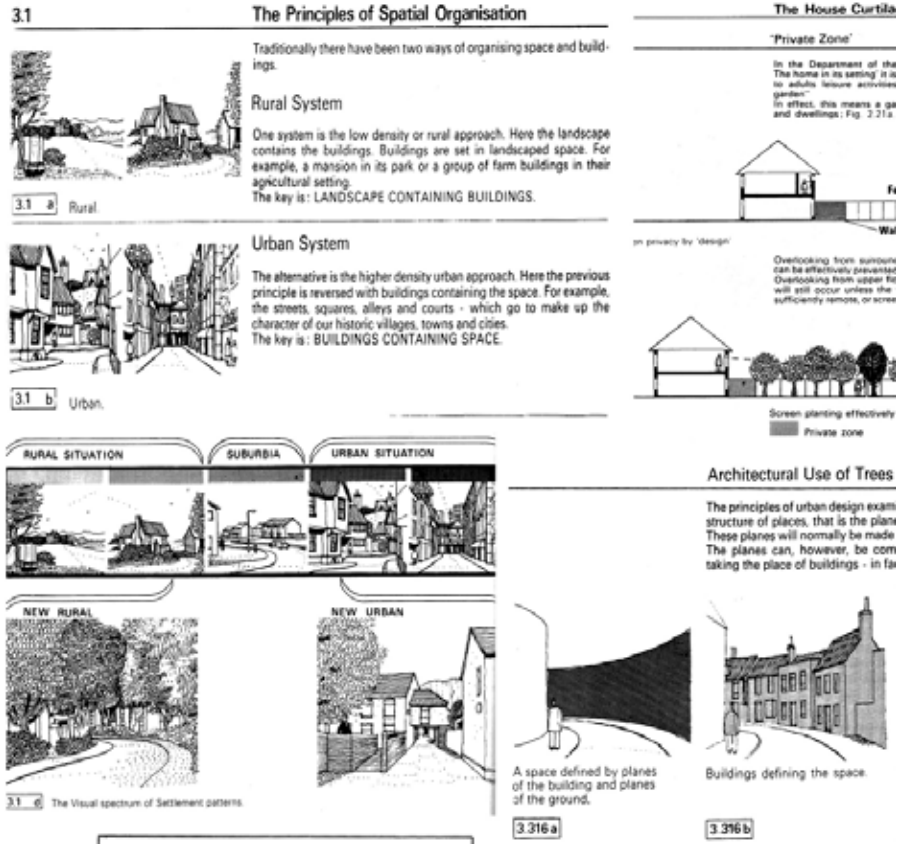 3.1
The Principles of Spatial Organisation
Traditionally there have been two ways of organising space and build-
ings.
Rural System
One system is the low density or rural approach. Here the landscape
contains the buildings. Buildings are set in landscaped space. For
example, a mansion in its park or a group of farm buildings in their
agricultural setting.
The key is: LANDSCAPE CONTAINING BUILDINGS.
3.1 a Rural.
Urban System
The alternative is the higher density urban approach. Here the previous
principle is reversed with buildings containing the space. For example,
the streets, squares, alleys and courts - which go to make up the
character of our historic villages, towns and cities.
The key is: BUILDINGS CONTAINING SPACE.
3.1 b Urban.
RURAL SITUATION
SUBURBIA
URBAN SITUATION
NEW RURAL
NEW URBAN
3.1 d The Visual spectrum of Settlement patterns.
The House Curtila
'Private Zone'
In the Department of the
The home in its setting' it is
to adults leisure activities
garden"
In effect, this means a ga
and dwellings; Fig. 2.21a
Fe
Wal
on privacy by 'design'
Overlooking from surroun
can be effectively prevented
Overlooking from upper flo
will still occur unless the
sufficiently remote, or scree
Screen planting effectively
Private zone
Architectural Use of Trees
The principles of urban design exam
structure of places, that is the plane
These planes will normally be made
The planes can, however, be com
taking the place of buildings - in fa
A space defined by planes
of the building and planes
of the ground.
3.316a
Buildings defining the space.
3.316b